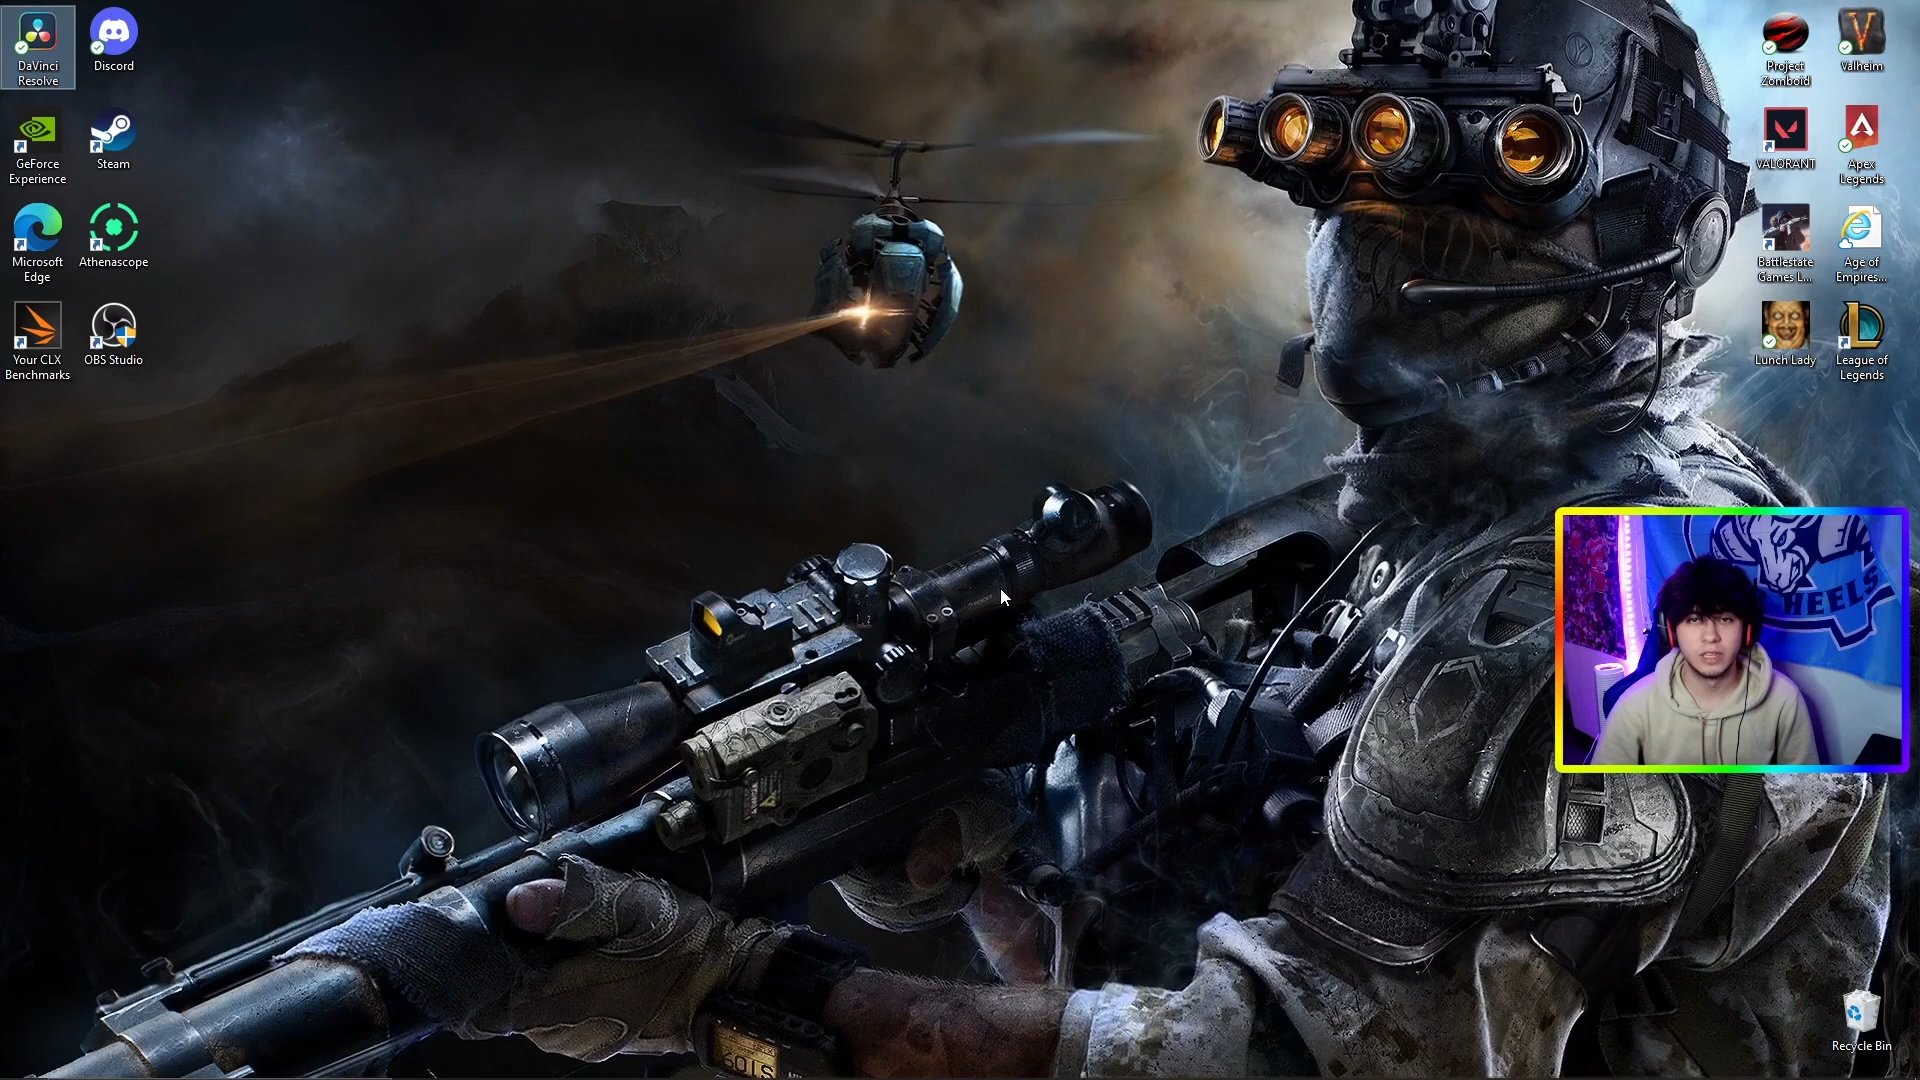 DaVinci
Resolve
Discord
GeForce
Experience
Steam
Microsoft
Edge
Athenascope
Your CLX
Benchmarks
OBS Studio
Project
Zomboid
Valheim
VALORANT
Apex
Legends
Battlestate
Games L...
Age of
Empires...
Lunch Lady
League of
Legends
HEELS
Recycle Bin